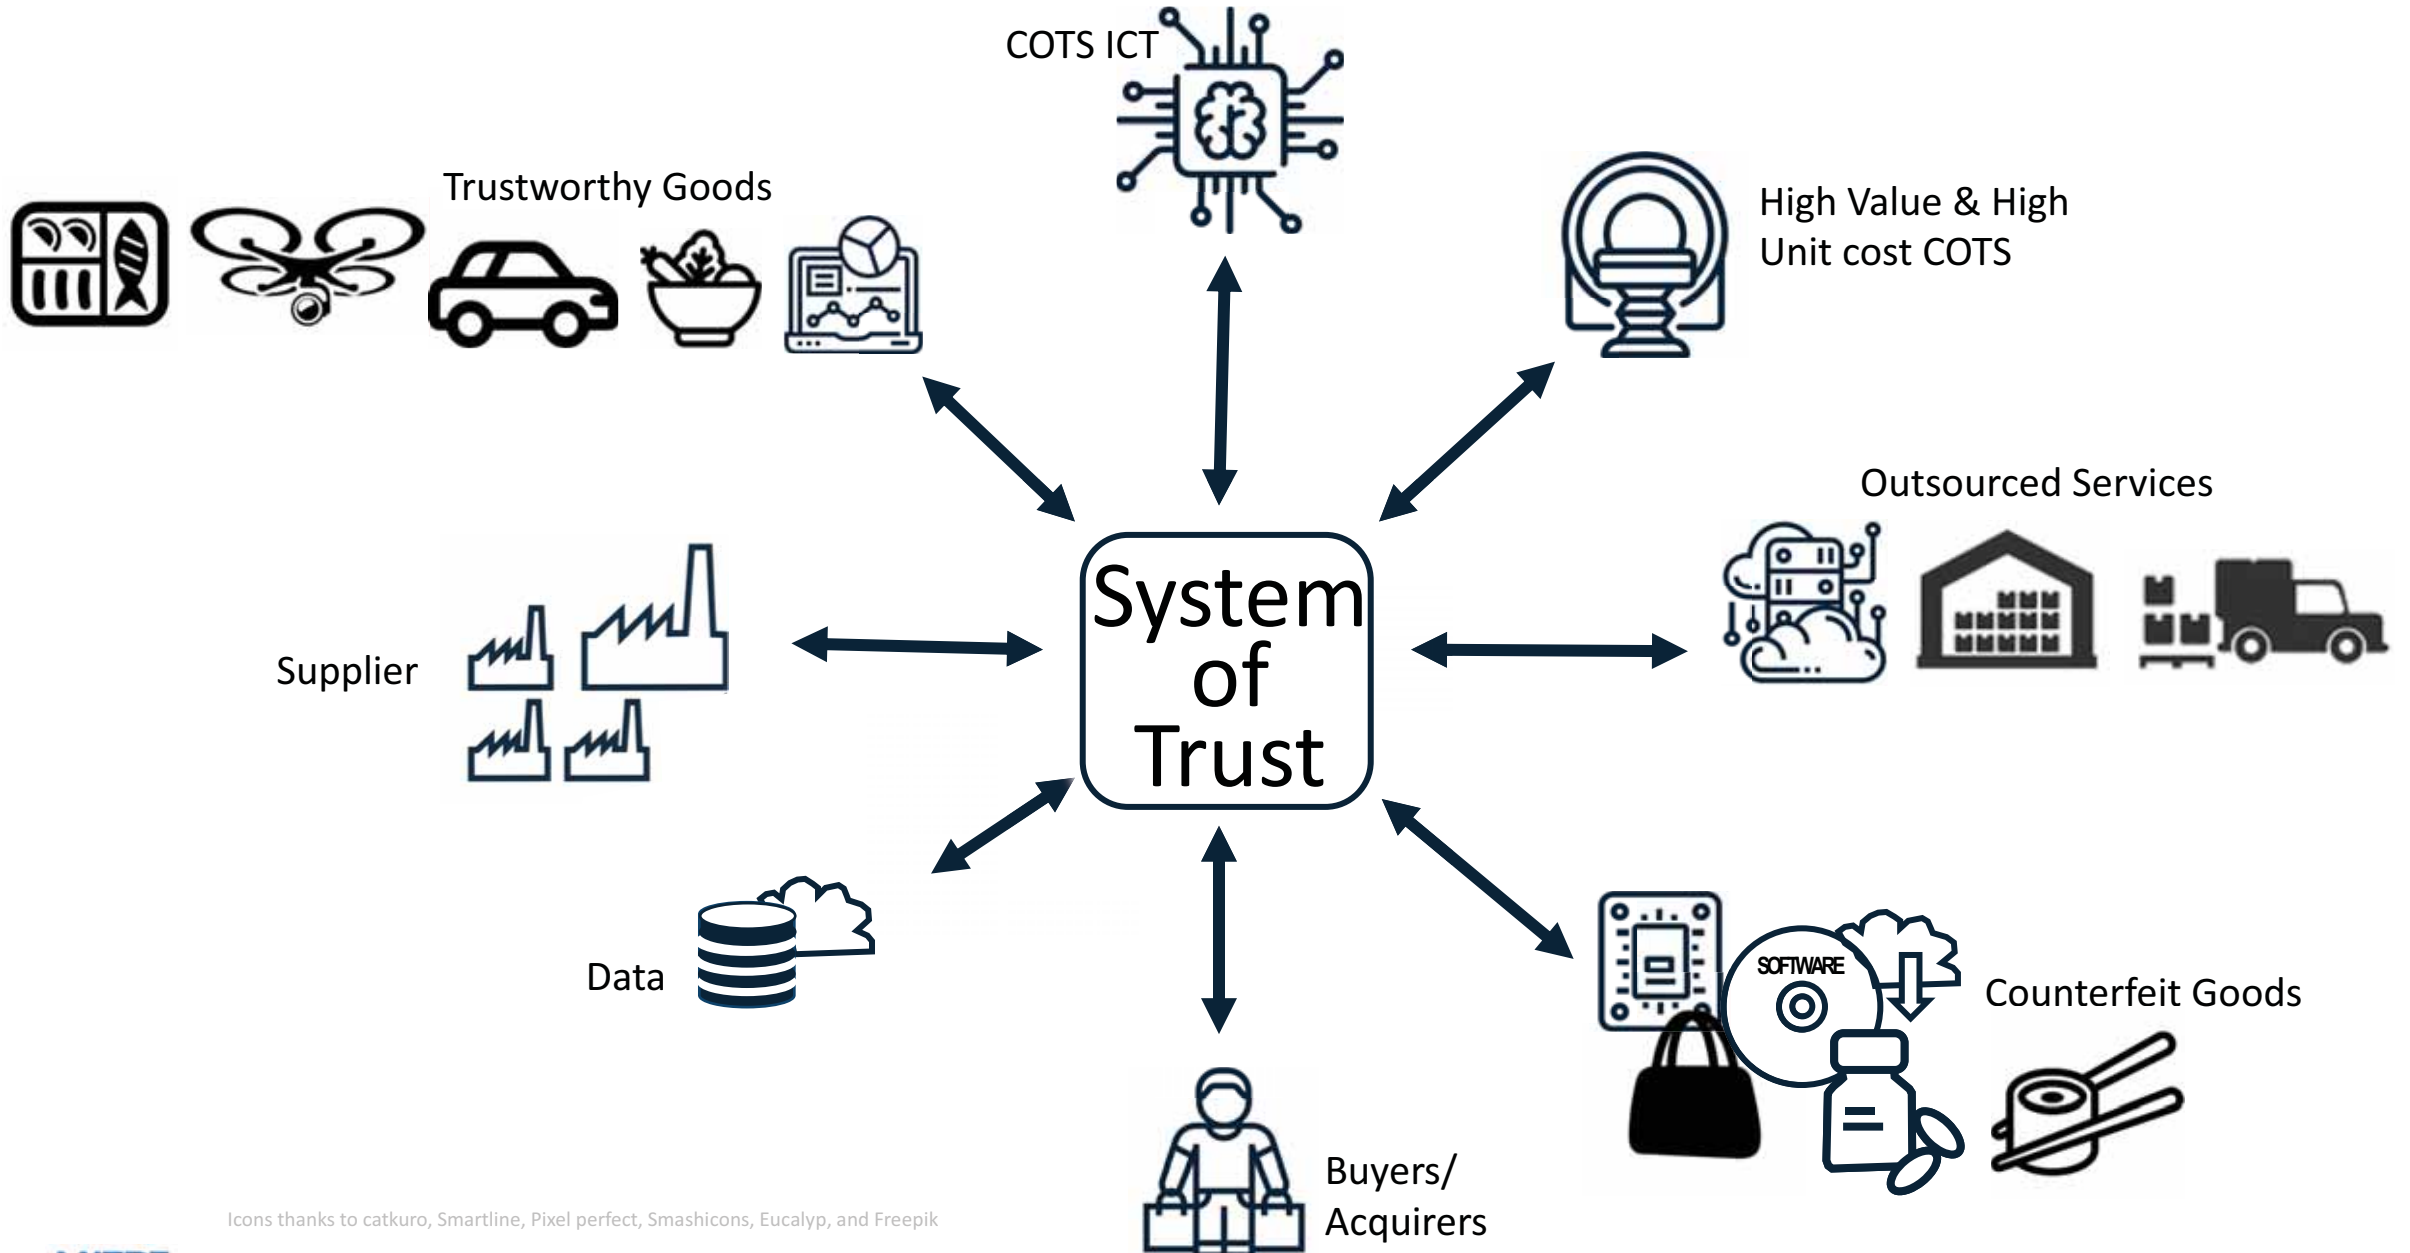 COTS ICT
Trustworthy Goods
High Value & High
Unit cost COTS
Outsourced Services
System
of
Trust
Supplier
SOFTWARE
Data
Counterfeit Goods
Buyers/
Acquirers
Icons thanks to catkuro, Smartline, Pixel perfect, Smashicons, Eucalyp, and Freepik